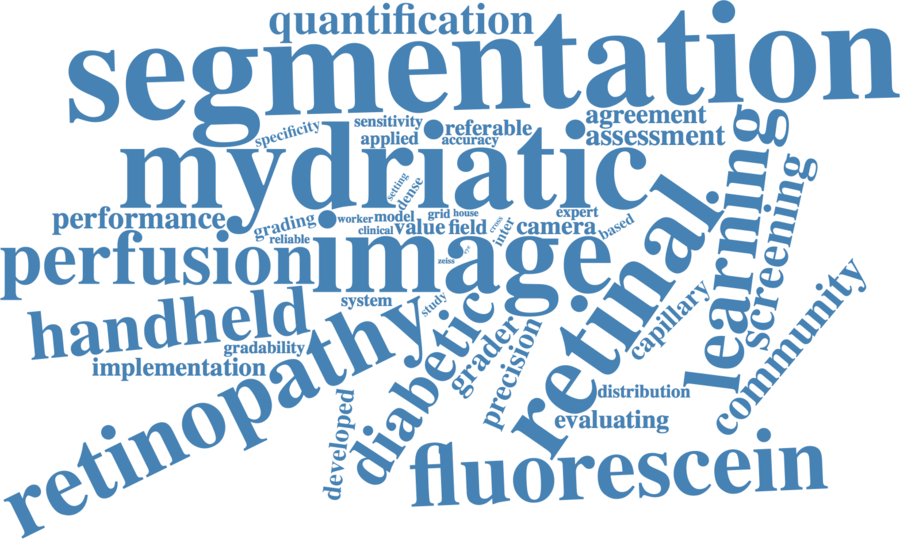 quantification
segmentation
specificity
sensitivity
applied
referable
accuracy
agreement
assessment
mydriatic
setting
dense
performance
grading
reliable
worker
model
clinical
value
grid
house
field
cross
inter
expert
camera
based
perfusion
image
zeiss
eye
retinal
learning
screening
handheld
system
study
capillary
community
gradability
implementation
retinopathy
diabetic
grader
precision
distribution
evaluating
developed
fluorescein